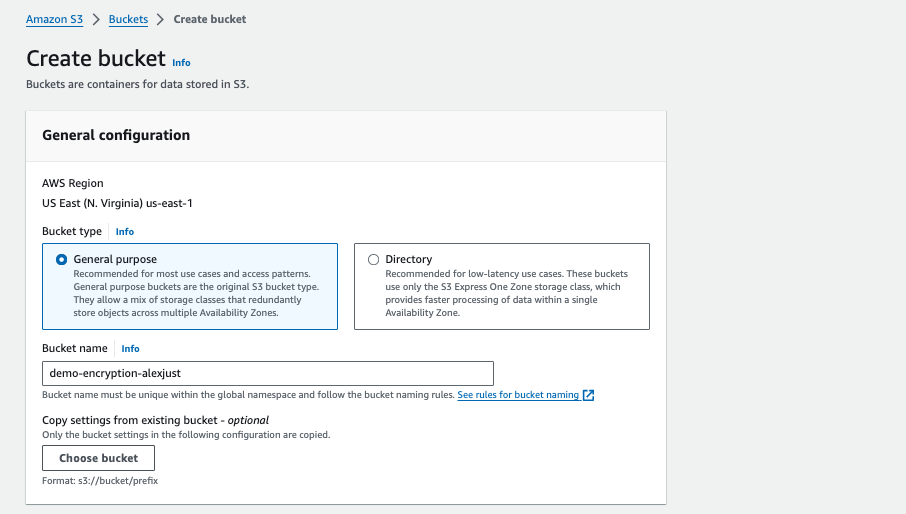 Amazon S3 > Buckets > Create bucket
Create bucket Info
Buckets are containers for data stored in S3.
General configuration
AWS Region
US East (N. Virginia) us-east-1
Bucket type Info
General purpose
Recommended for most use cases and access patterns.
General purpose buckets are the original S3 bucket type.
They allow a mix of storage classes that redundantly
store objects across multiple Availability Zones.
Directory
Recommended for low-latency use cases. These buckets
use only the S3 Express One Zone storage class, which
provides faster processing of data within a single
Availability Zone.
Bucket name Info
demo-encryption-alexjust
Bucket name must be unique within the global namespace and follow the bucket naming rules. See rules for bucket naming
Copy settings from existing bucket - optional
Only the bucket settings in the following configuration are copied.
Choose bucket
Format: s3://bucket/prefix